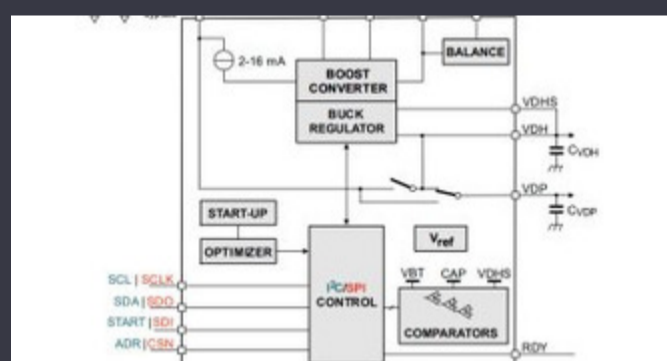 2-16 mA
BALANCE
BOOST
CONVERTER
BUCK
REGULATOR
VDHS
VDH
CVDH
VDP
CVDP
START-UP
OPTIMIZER
Vref
SCL | SCLK
SDA | SDO
START | SDI
ADR | CSN
I²C/SPI
CONTROL
VBT CAP VDHS
COMPARATORS
RDY